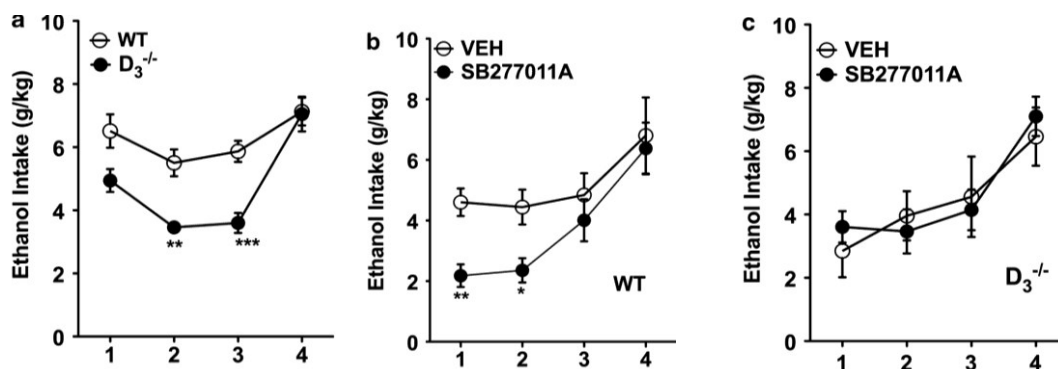 a
WT
D3-/-
Ethanol Intake (g/kg)
10
8
6
4
2
0
**
***
1 2 3 4
b
VEH
SB277011A
Ethanol Intake (g/kg)
10
8
6
4
2
0
**
*
WT
1 2 3 4
c
VEH
SB277011A
Ethanol Intake (g/kg)
10
8
6
4
2
0
D3-/-
1 2 3 4